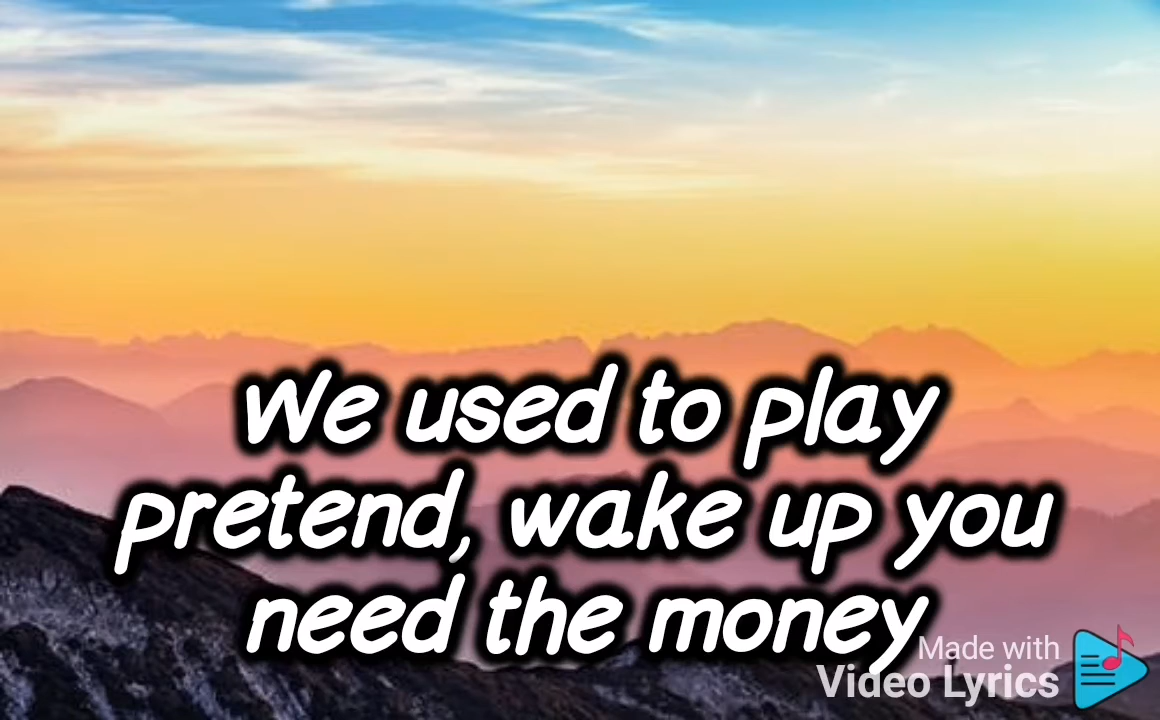 We used to play
pretend, wake up you
need the money
Made with
Video Lyrics